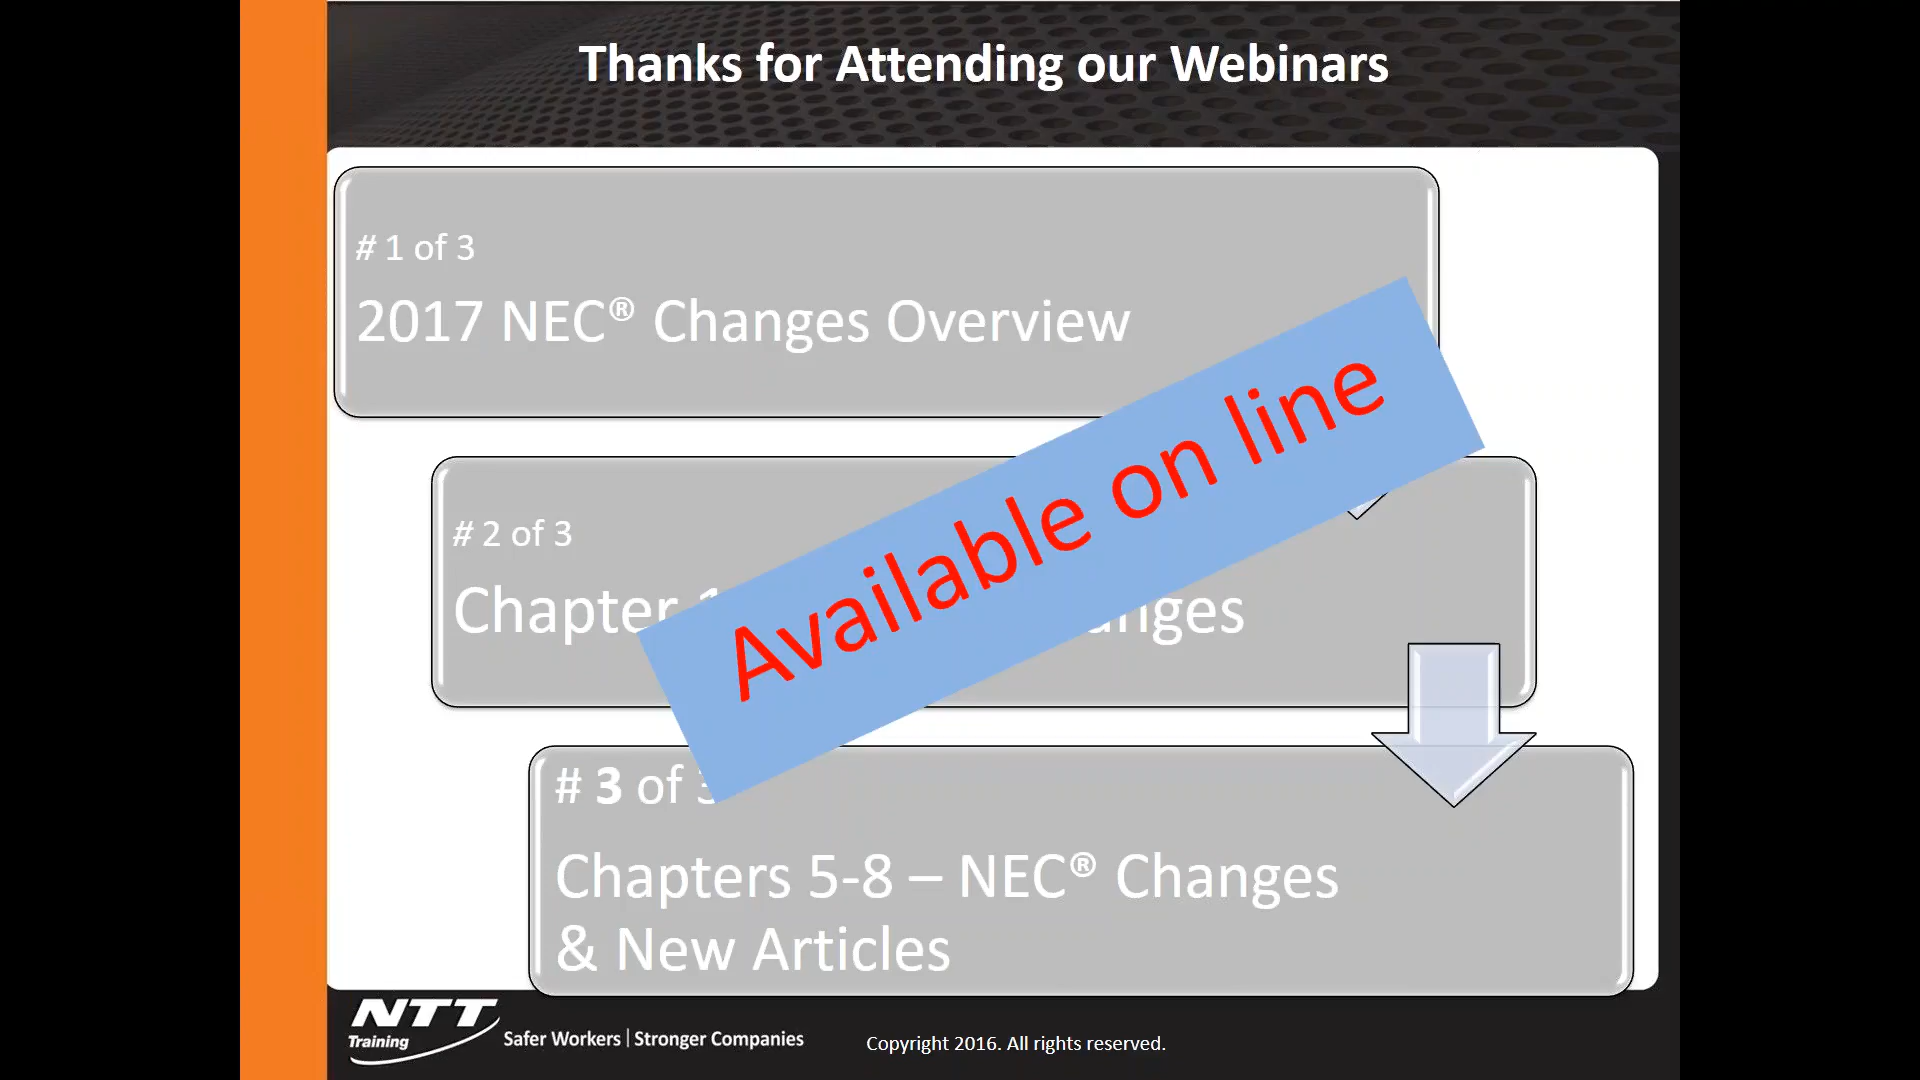 Thanks for Attending our Webinars
# 1 of 3
2017 NEC® Changes Overview
Available on line
# 2 of 3
Chapter
# 3 of
Chapters 5-8 – NEC® Changes
& New Articles
NTT
Training
Safer Workers | Stronger Companies
Copyright 2016. All rights reserved.